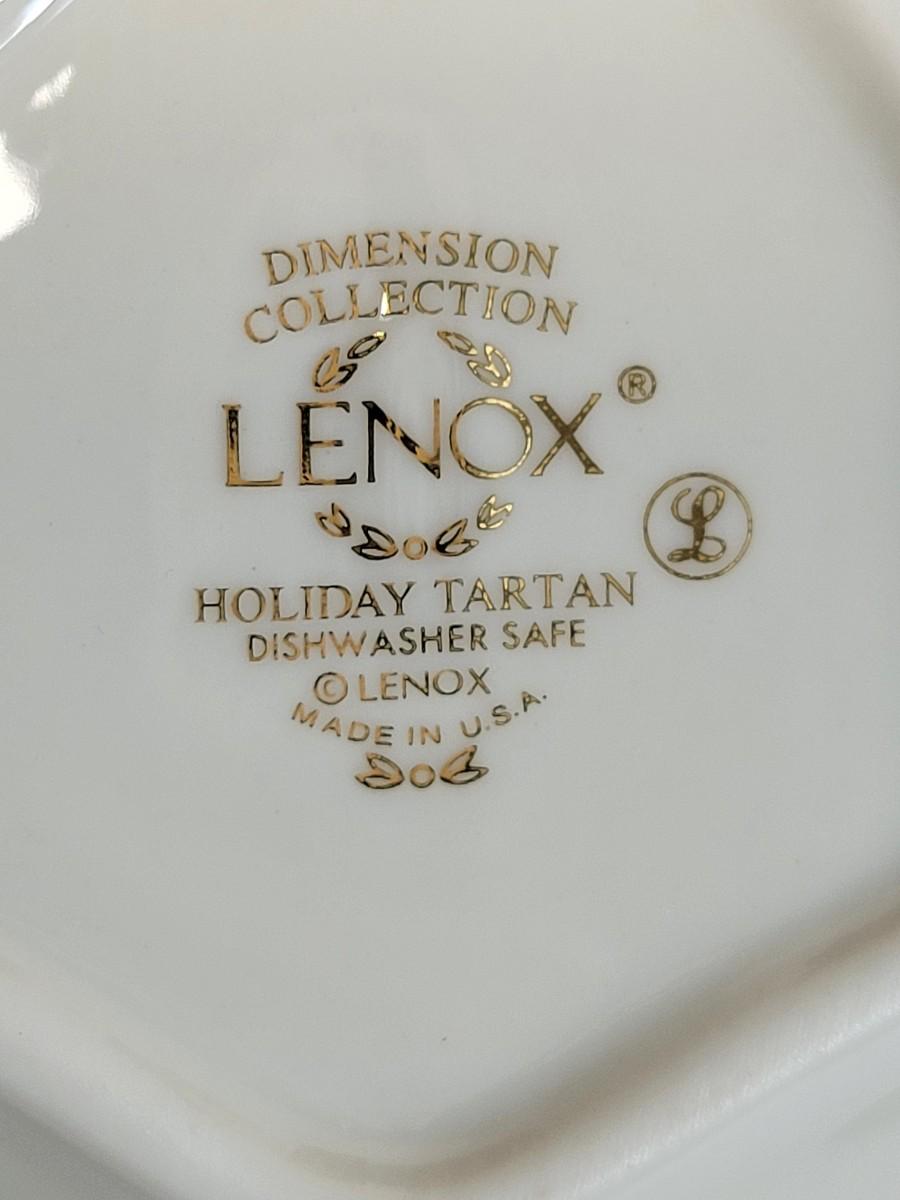 DIMENSION
COLLECTION
LENOX®
L
HOLIDAY TARTAN
DISHWASHER SAFE
© LENOX
MADE IN U.S.A.